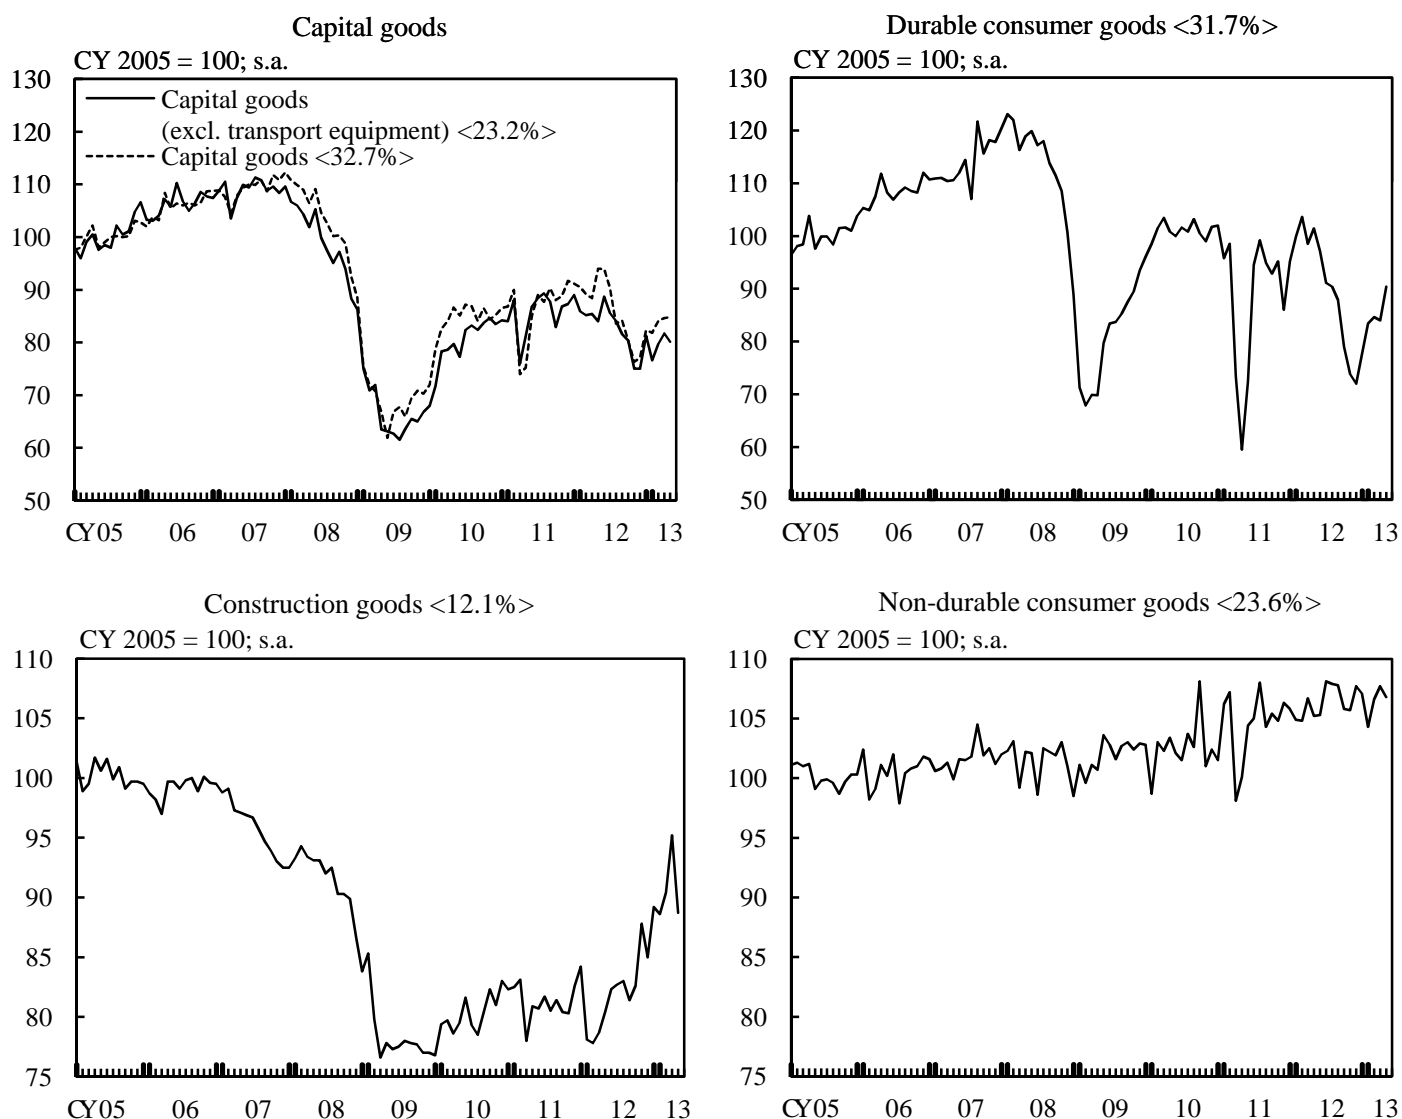 Capital goods
CY 2005 = 100; s.a.
130
120
110
100
90
80
70
60
50
Capital goods
(excl. transport equipment) <23.2%>
Capital goods <32.7%>
CY05 06 07 08 09 10 11 12 13
Durable consumer goods <31.7%>
CY 2005 = 100; s.a.
130
120
110
100
90
80
70
60
50
CY05 06 07 08 09 10 11 12 13
Construction goods <12.1%>
CY 2005 = 100; s.a.
110
105
100
95
90
85
80
75
CY05 06 07 08 09 10 11 12 13
Non-durable consumer goods <23.6%>
CY 2005 = 100; s.a.
110
105
100
95
90
85
80
75
CY05 06 07 08 09 10 11 12 13